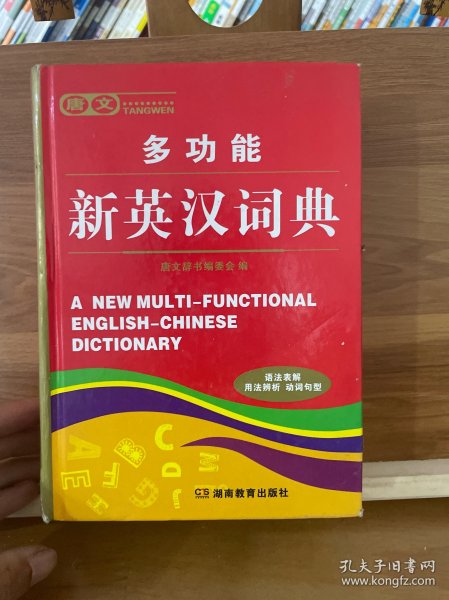 唐文
TANGWEN
多功能
新英汉词典
唐文辞书编委会 编
A NEW MULTI-FUNCTIONAL
ENGLISH-CHINESE
DICTIONARY
语法表解
用法辨析 动词句型
湖南教育出版社
孔夫子旧书网
www.kongfz.com